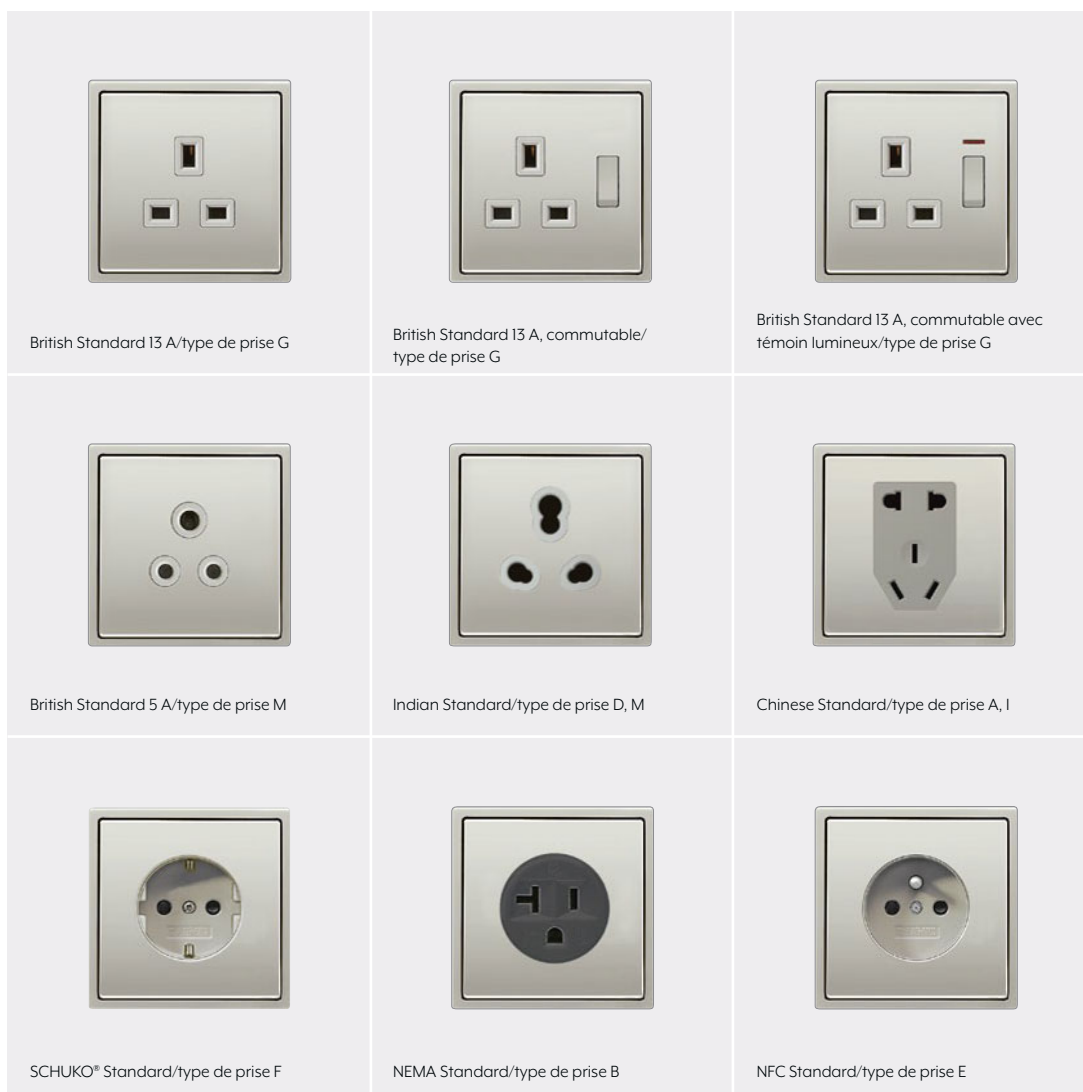 British Standard 13 A/type de prise G
British Standard 13 A, commutable/
type de prise G
British Standard 13 A, commutable avec
témoin lumineux/type de prise G
British Standard 5 A/type de prise M
Indian Standard/type de prise D, M
Chinese Standard/type de prise A, I
SCHUKO® Standard/type de prise F
NEMA Standard/type de prise B
NFC Standard/type de prise E